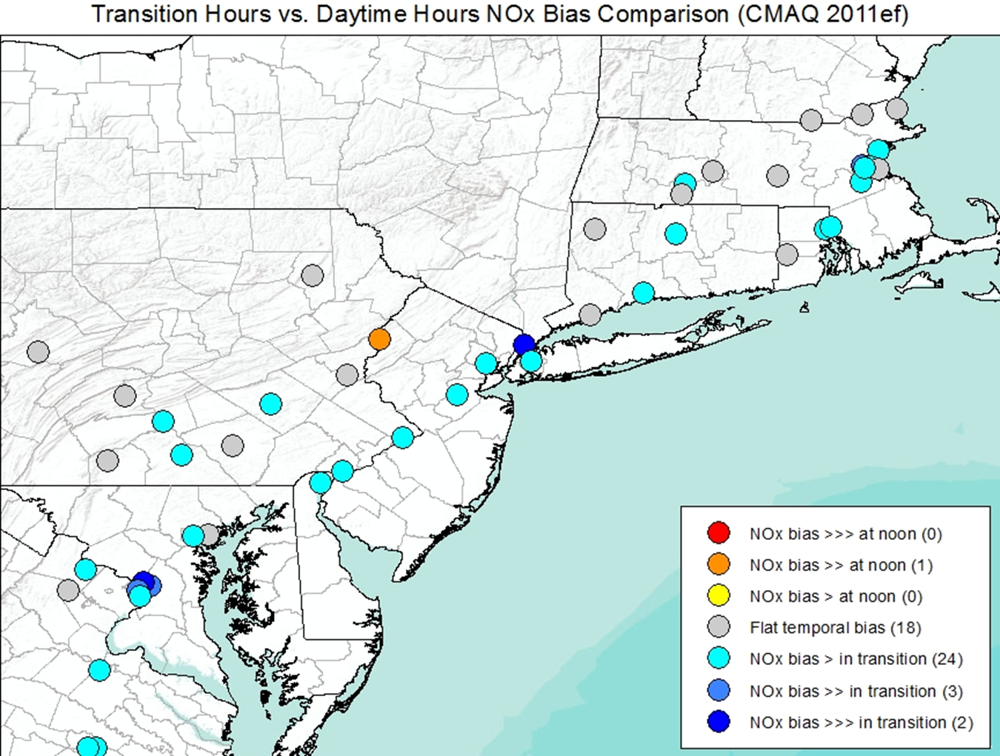 Transition Hours vs. Daytime Hours NOx Bias Comparison (CMAQ 2011ef)
NOx bias >>> at noon (0)
NOx bias >> at noon (1)
NOx bias > at noon (0)
Flat temporal bias (18)
NOx bias > in transition (24)
NOx bias >> in transition (3)
NOx bias >>> in transition (2)